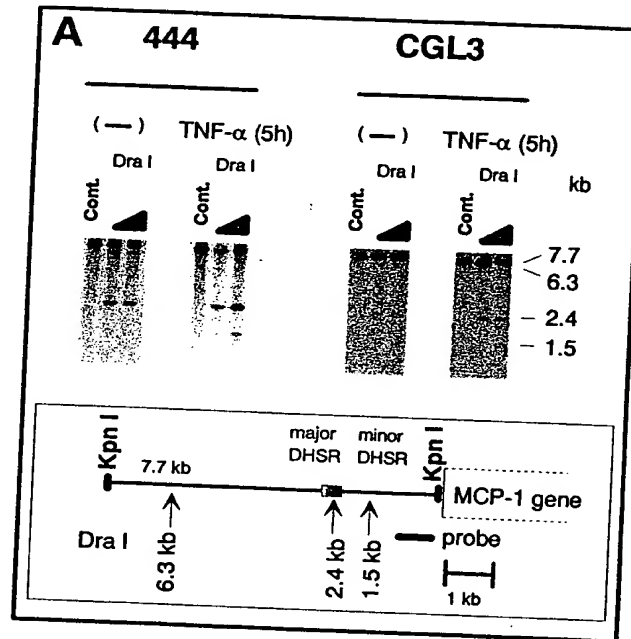 A 444 CGL3
( — ) TNF-α (5h) ( — ) TNF-α (5h)
Dra I Dra I Dra I Dra I kb
Cont. Cont. Cont. Cont.
7.7
6.3
2.4
1.5
Kpn I 7.7 kb major DHSR minor DHSR Kpn I
MCP-1 gene
Dra I 6.3 kb 2.4 kb 1.5 kb probe
1 kb